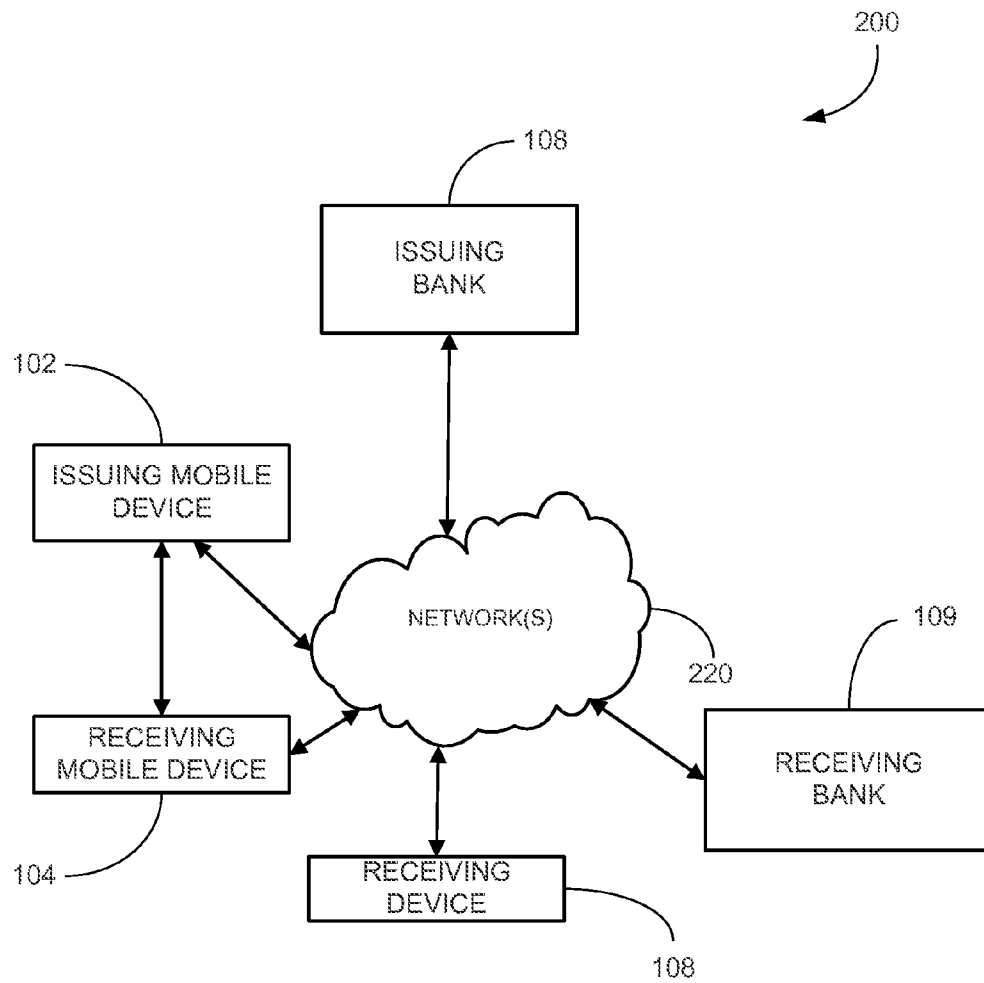 200
108
ISSUING
BANK
102
ISSUING MOBILE
DEVICE
NETWORK(S)
109
220
RECEIVING
MOBILE DEVICE
RECEIVING
BANK
104
RECEIVING
DEVICE
108